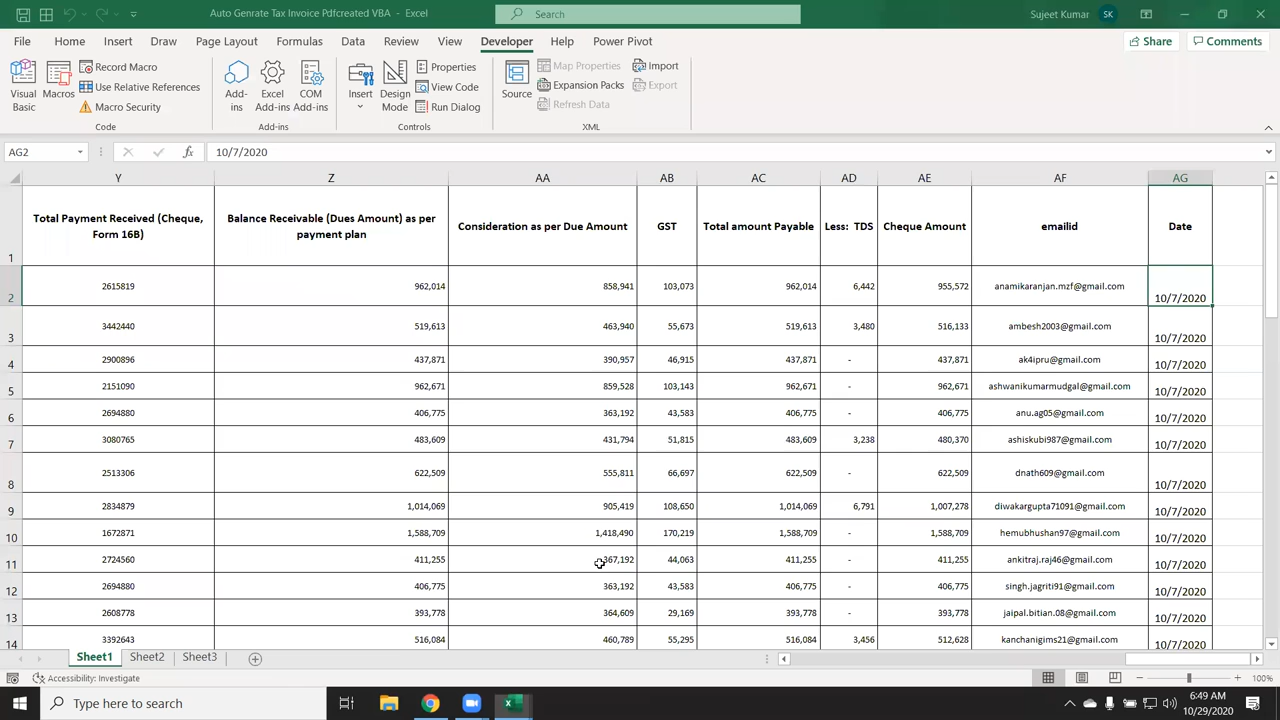 Auto Genrate Tax Invoice Pdfcreated VBA - Excel
Search
Sujeet Kumar
SK
File Home Insert Draw Page Layout Formulas Data Review View Developer Help Power Pivot
Share
Comments
Visual Basic
Macros
Record Macro
Use Relative References
Macro Security
Code
Add-ins
Excel Add-ins
COM Add-ins
Add-ins
Insert
Design Mode
Properties
View Code
Run Dialog
Controls
Source
Map Properties
Expansion Packs
Refresh Data
Import
Export
XML
AG2
fx
10/7/2020
Y Z AA AB AC AD AE AF AG
1 Total Payment Received (Cheque, Form 16B) Balance Receivable (Dues Amount) as per payment plan Consideration as per Due Amount GST Total amount Payable Less: TDS Cheque Amount emailid Date
2 2615819 962,014 858,941 103,073 962,014 6,442 955,572 anamikaranjan.mzf@gmail.com 10/7/2020
3 3442440 519,613 463,940 55,673 519,613 3,480 516,133 ambesh2003@gmail.com 10/7/2020
4 2900896 437,871 390,957 46,915 437,871 - 437,871 ak4ipru@gmail.com 10/7/2020
5 2151090 962,671 859,528 103,143 962,671 - 962,671 ashwanikumarmudgal@gmail.com 10/7/2020
6 2694880 406,775 363,192 43,583 406,775 - 406,775 anu.ag05@gmail.com 10/7/2020
7 3080765 483,609 431,794 51,815 483,609 3,238 480,370 ashiskubi987@gmail.com 10/7/2020
8 2513306 622,509 555,811 66,697 622,509 - 622,509 dnath609@gmail.com 10/7/2020
9 2834879 1,014,069 905,419 108,650 1,014,069 6,791 1,007,278 diwakargupta71091@gmail.com 10/7/2020
10 1672871 1,588,709 1,418,490 170,219 1,588,709 - 1,588,709 hemubhushan97@gmail.com 10/7/2020
11 2724560 411,255 367,192 44,063 411,255 - 411,255 ankitraj.raj46@gmail.com 10/7/2020
12 2694880 406,775 363,192 43,583 406,775 - 406,775 singh.jagriti91@gmail.com 10/7/2020
13 2608778 393,778 364,609 29,169 393,778 - 393,778 jaipal.bitian.08@gmail.com 10/7/2020
14 3392643 516,084 460,789 55,295 516,084 3,456 512,628 kanchanigims21@gmail.com 10/7/2020
Sheet1 Sheet2 Sheet3
Accessibility: Investigate
100%
Type here to search
6:49 AM
10/29/2020